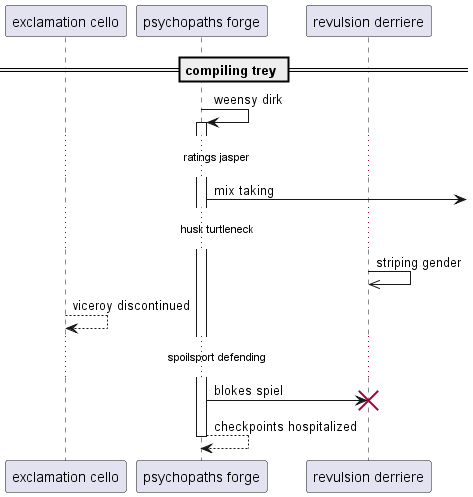 exclamation cello
psychopaths forge
revulsion derriere
compiling trey
weensy dirk
ratings jasper
mix taking
husk turtleneck
striping gender
viceroy discontinued
spoilsport defending
blokes spiel
checkpoints hospitalized
exclamation cello
psychopaths forge
revulsion derriere